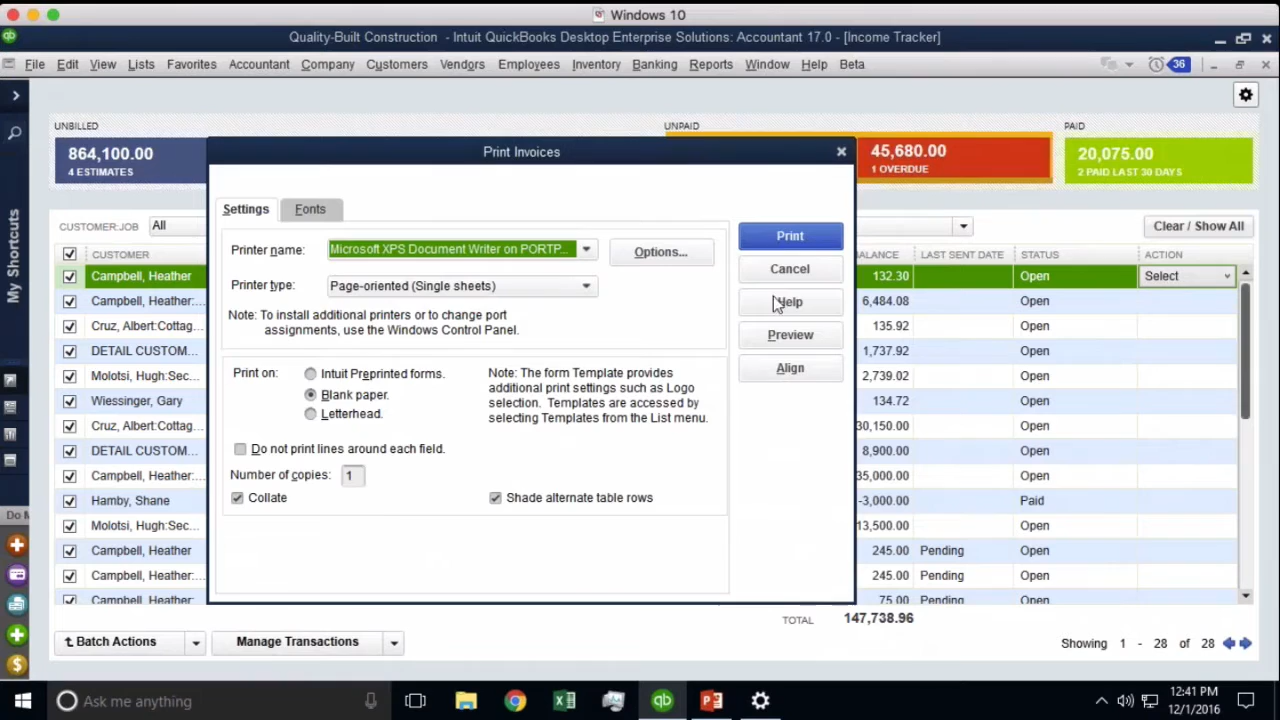 Windows 10
Quality-Built Construction - Intuit QuickBooks Desktop Enterprise Solutions: Accountant 17.0 - [Income Tracker]
File Edit View Lists Favorites Accountant Company Customers Vendors Employees Inventory Banking Reports Window Help Beta
36
My Shortcuts
UNBILLED
864,100.00
4 ESTIMATES
UNPAID
45,680.00
1 OVERDUE
PAID
20,075.00
2 PAID LAST 30 DAYS
CUSTOMER:JOB All
Clear / Show All
Print Invoices
Settings Fonts
Printer name: Microsoft XPS Document Writer on PORTP... Options...
Printer type: Page-oriented (Single sheets)
Note: To install additional printers or to change port
assignments, use the Windows Control Panel.
Print on: Intuit Preprinted forms.
Blank paper.
Letterhead.
Note: The form Template provides
additional print settings such as Logo
selection. Templates are accessed by
selecting Templates from the List menu.
Do not print lines around each field.
Number of copies: 1
Collate Shade alternate table rows
Print
Cancel
Help
Preview
Align
CUSTOMER LAST SENT DATE STATUS ACTION
Campbell, Heather 132.30 Open Select
Campbell, Heather: 6,484.08 Open
Cruz, Albert:Cottag... 135.92 Open
DETAIL CUSTOM... 1,737.92 Open
Molotsi, Hugh:Sec... 2,739.02 Open
Wiessinger, Gary 134.72 Open
Cruz, Albert:Cottag... 30,150.00 Open
DETAIL CUSTOM... 8,900.00 Open
Campbell, Heather: 35,000.00 Open
Hamby, Shane -3,000.00 Paid
Molotsi, Hugh:Sec... 13,500.00 Open
Campbell, Heather 245.00 Pending Open
Campbell, Heather: 245.00 Pending Open
Campbell, Heather: 75.00 Pending Open
TOTAL 147,738.96
Do M
Batch Actions Manage Transactions
Showing 1 - 28 of 28
Ask me anything
12:41 PM
12/1/2016